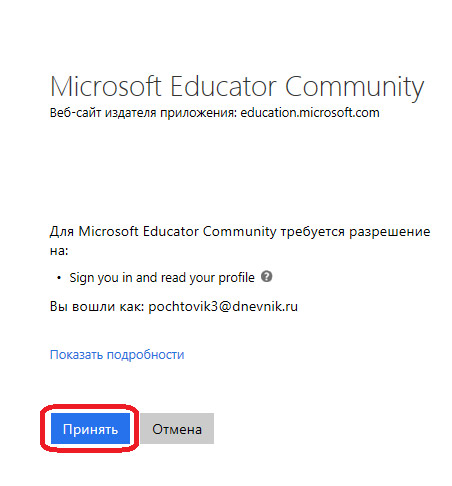 Microsoft Educator Community
Веб-сайт издателя приложения: education.microsoft.com
Для Microsoft Educator Community требуется разрешение
на:
• Sign you in and read your profile ?
Вы вошли как: pochtovik3@dnevnik.ru
Показать подробности
Принять Отмена